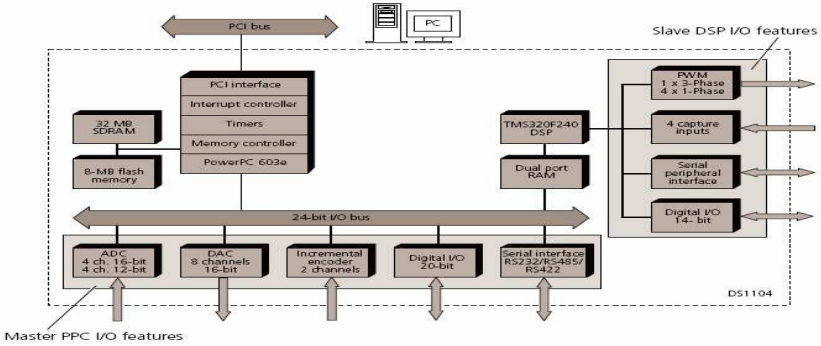 PCI bus
PC
Slave DSP I/O features
PCI interface
Interrupt controller
Timers
Memory controller
PowerPC 603e
32 MB
SDRAM
8-MB flash
memory
TMS320F240
DSP
Dual port
RAM
PWM
1 x 3-Phase
4 x 1-Phase
4 capture
inputs
Serial
peripheral
interface
Digital I/O
14- bit
24-bit I/O bus
ADC
4 ch. 16-bit
4 ch. 12-bit
DAC
8 channels
16-bit
Incremental
encoder
2 channels
Digital I/O
20-bit
Serial interface
RS232/RS485/
RS422
DS1104
Master PPC I/O features